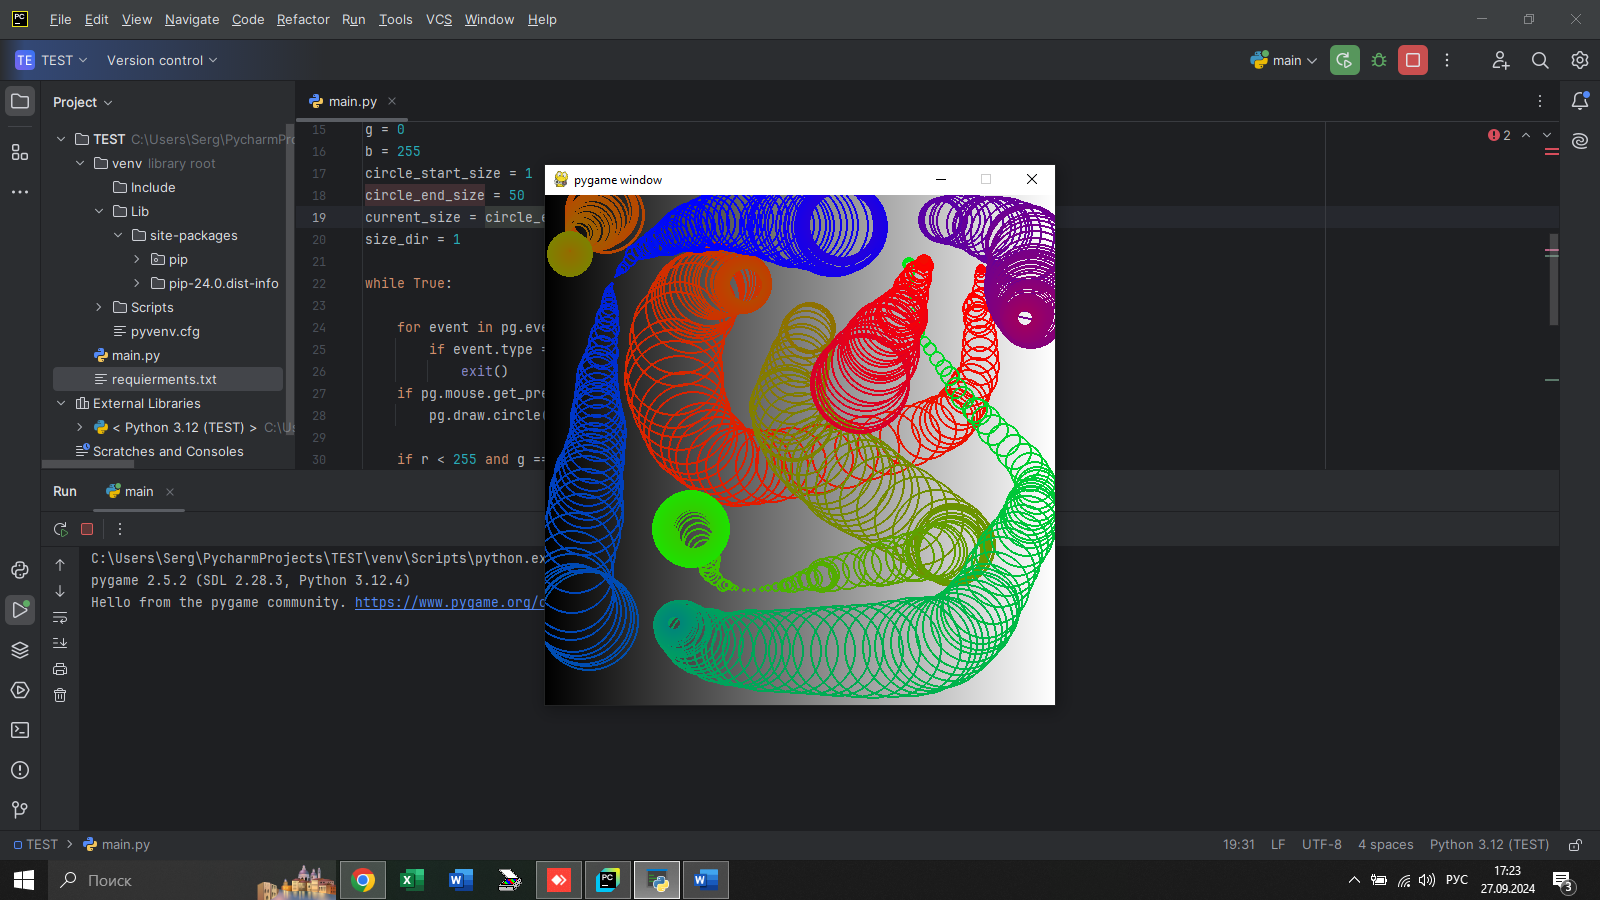 PC File Edit View Navigate Code Refactor Run Tools VCS Window Help
TE TEST Version control main
Project main.py
TEST C:\Users\Serg\PycharmPro
venv library root
Include
Lib
site-packages
pip
pip-24.0.dist-info
Scripts
pyvenv.cfg
main.py
requierments.txt
External Libraries
< Python 3.12 (TEST) > C:\Us
Scratches and Consoles
2
15 g = 0
16 b = 255
17 circle_start_size = 1
18 circle_end_size = 50
19 current_size = circle_e
20 size_dir = 1
21
22 while True:
23
24 for event in pg.eve
25 if event.type =
26 exit()
27 if pg.mouse.get_pre
28 pg.draw.circle(
29
30 if r < 255 and g ==
pygame window
Run main
C:\Users\Serg\PycharmProjects\TEST\venv\Scripts\python.ex
pygame 2.5.2 (SDL 2.28.3, Python 3.12.4)
Hello from the pygame community. https://www.pygame.org/c
TEST main.py 19:31 LF UTF-8 4 spaces Python 3.12 (TEST)
Поиск
РУС
17:23
27.09.2024
3